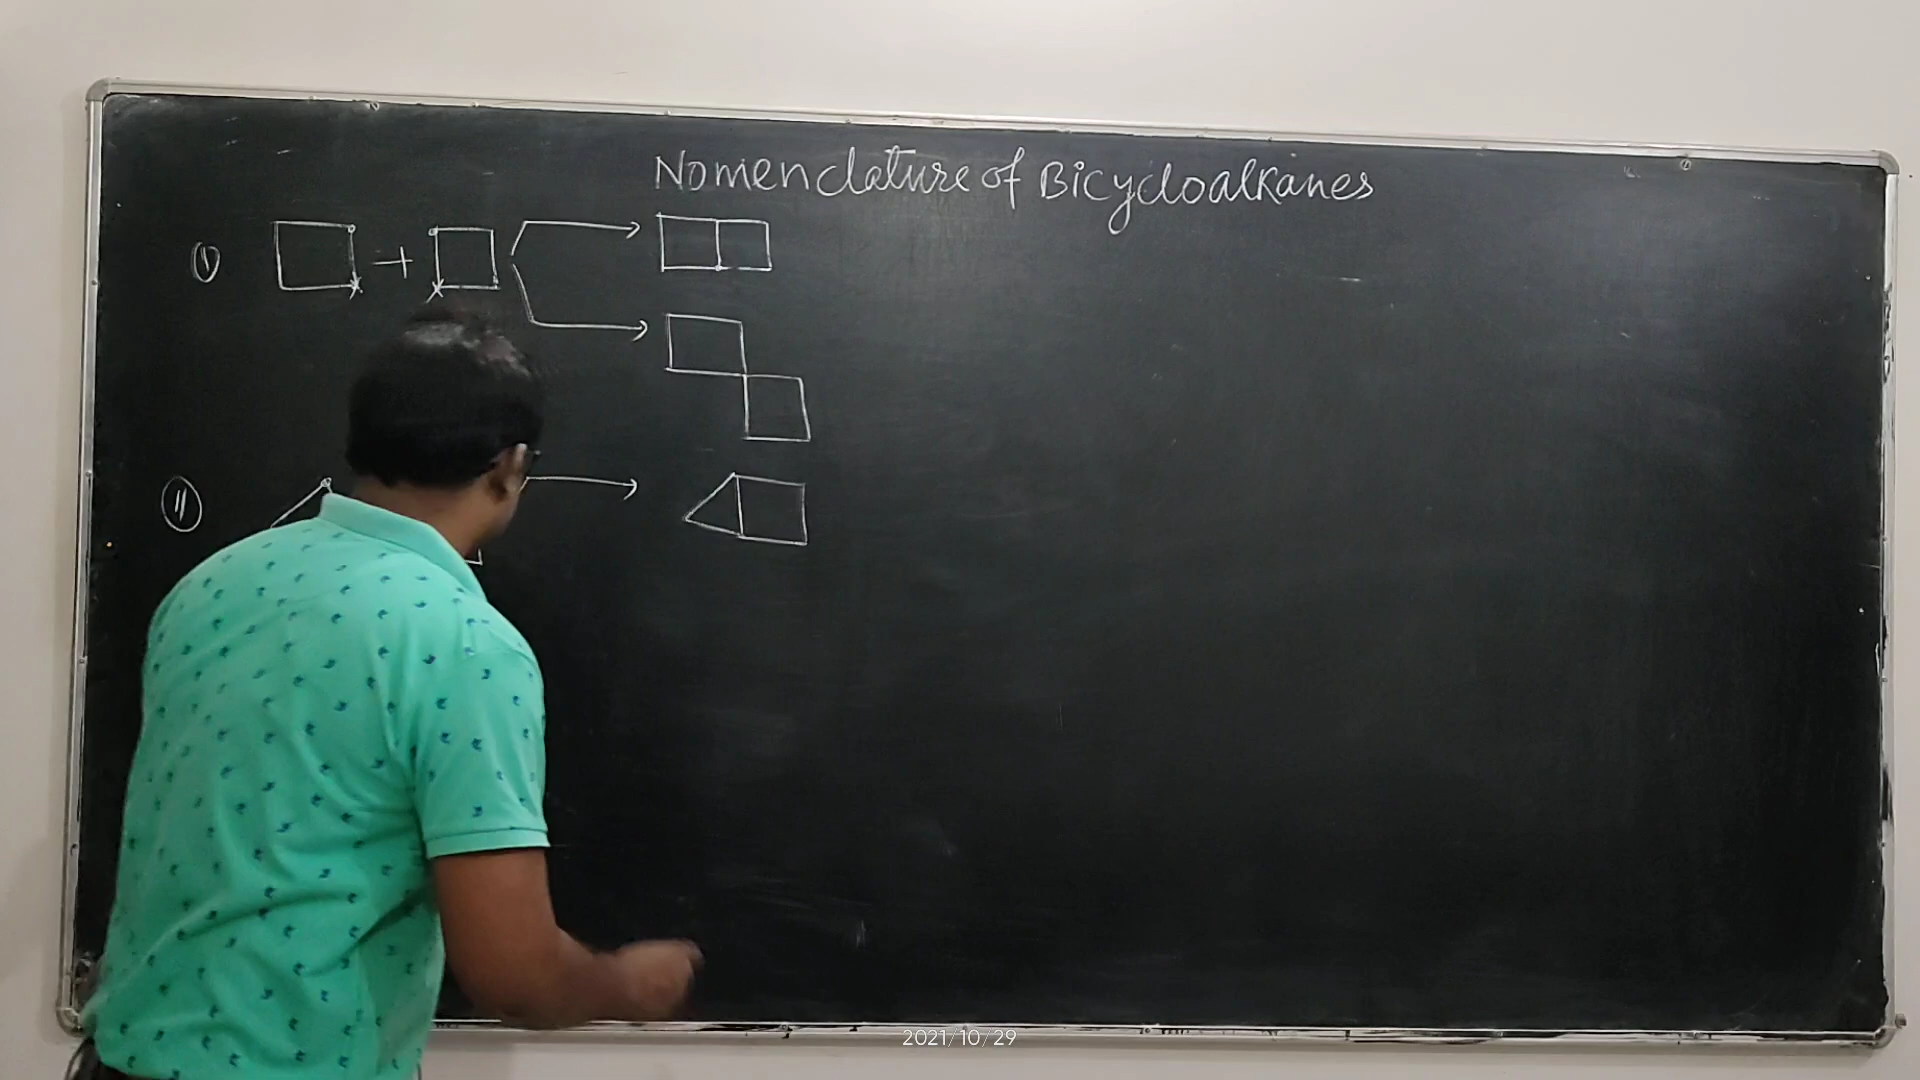 Nomenclature of Bicycloalkanes
I
+
II
2021/10/29